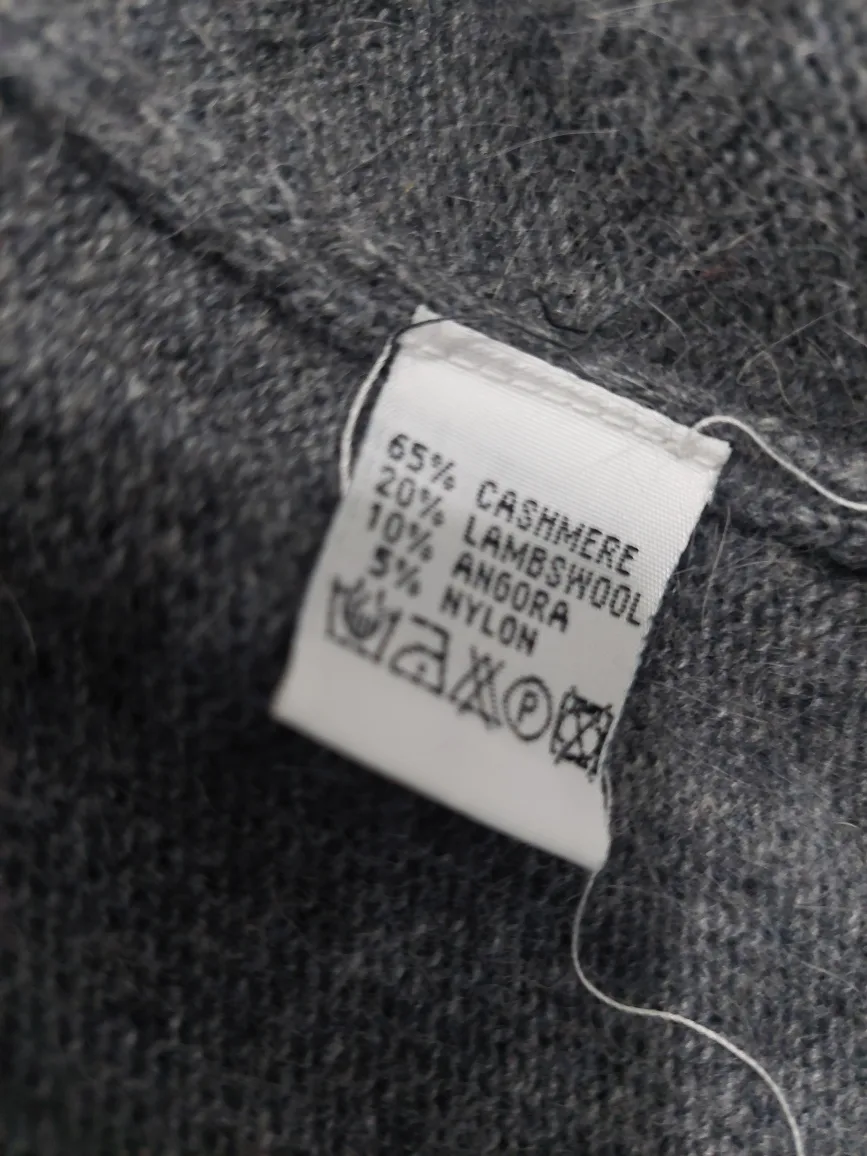 65% CASHMERE
20% LAMBSWOOL
10% ANGORA
5% NYLON
P